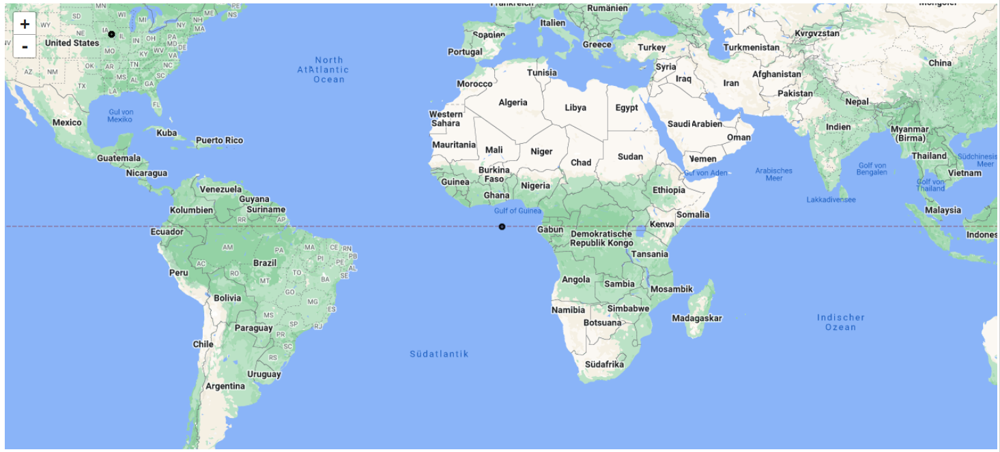 +
-
MN
WI
MI
ME
PE
NS
WY
SD
NE
IA
IL
IN
OH
PA
NY
NH
MA
MD
DE
NV
United States
MO
KY
WV
VA
OK
AR
TN
NC
AZ
NM
TX
MS
AL
GA
SC
LA
FL
North
Atlantic
Ocean
Gul von
Mexiko
Mexico
Kuba
Puerto Rico
Guatemala
Nicaragua
Venezuela
Guyana
Suriname
Kolumbien
RR
AP
Ecuador
AM
PA
MA
CE
RN
PB
PI
PE
AL
SE
AC
RO
Brazil
TO
BA
MT
Peru
GO
MG
ES
Bolivia
MS
SP
RJ
Paraguay
PR
SC
RS
Chile
Uruguay
Argentina
Südatlantik
Frankreich
Rumänien
Italien
Spanien
Portugal
Greece
Turkey
Tunisia
Morocco
Syria
Iraq
Iran
Algeria
Libya
Egypt
Western
Sahara
Saudi Arabien
Oman
Yemen
Mauritania
Mali
Niger
Chad
Sudan
Burkina
Faso
Guinea
Ghana
Nigeria
Ethiopia
Gulf of Guinea
Gulf von Aden
Somalia
Kenya
Gabun
Demokratische
Republik Kongo
Tansania
Angola
Sambia
Mosambik
Namibia
Simbabwe
Botsuana
Madagaskar
Südafrika
Mongolei
Kyrgyzstan
Turkmenistan
Afghanistan
Pakistan
China
Nepal
Indien
Myanmar
(Birma)
Thailand
Vietnam
Arabisches
Meer
Golf von
Bengalen
Golf von
Thailand
Südchinesis
Meer
Lakkadivensee
Malaysia
Indones
Indischer
Ozean